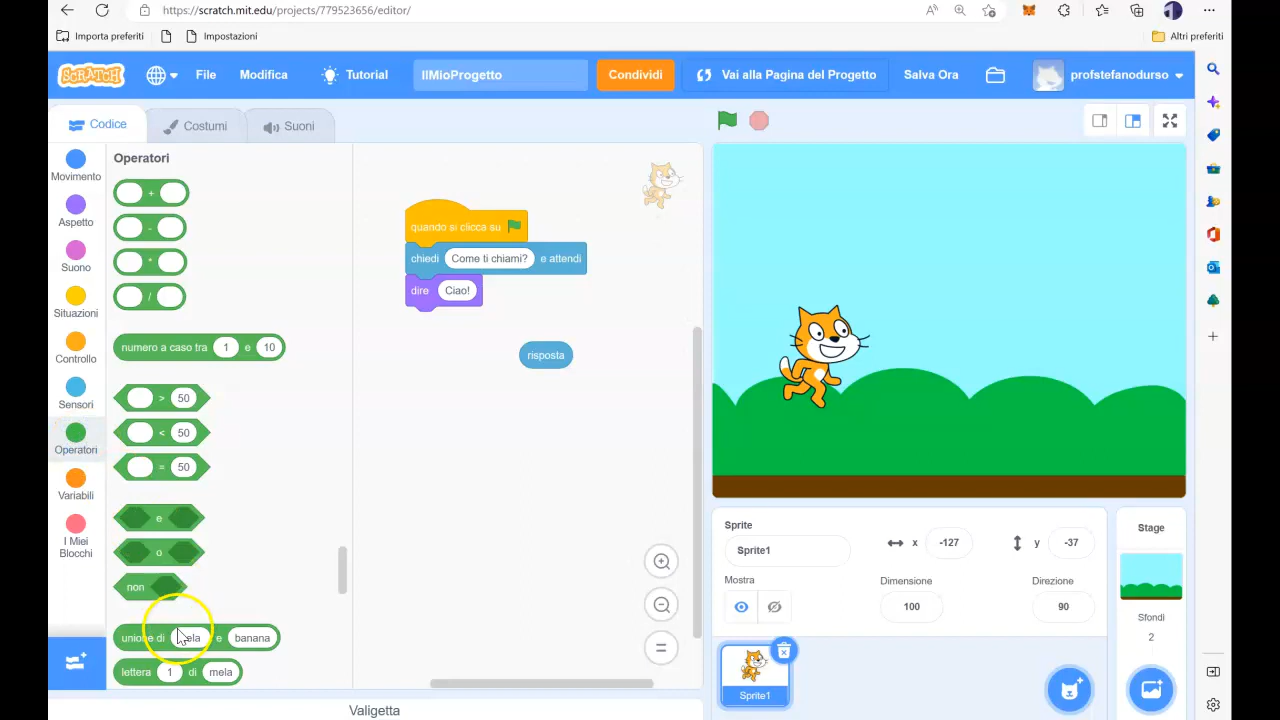 https://scratch.mit.edu/projects/779523656/editor/
Importa preferiti
Impostazioni
Altri preferiti
SCRATCH
File
Modifica
Tutorial
IlMioProgetto
Condividi
Vai alla Pagina del Progetto
Salva Ora
profstefanodurso
Codice
Costumi
Suoni
Movimento
Aspetto
Suono
Situazioni
Controllo
Sensori
Operatori
Variabili
I Miei
Blocchi
Operatori
+
-
*
/
numero a caso tra 1 e 10
> 50
< 50
= 50
e
o
non
unione di mela e banana
lettera 1 di mela
quando si clicca su
chiedi Come ti chiami? e attendi
dire Ciao!
risposta
Valigetta
Sprite
Sprite1
x -127
y -37
Mostra
Dimensione
100
Direzione
90
Sprite1
Stage
Sfondi
2